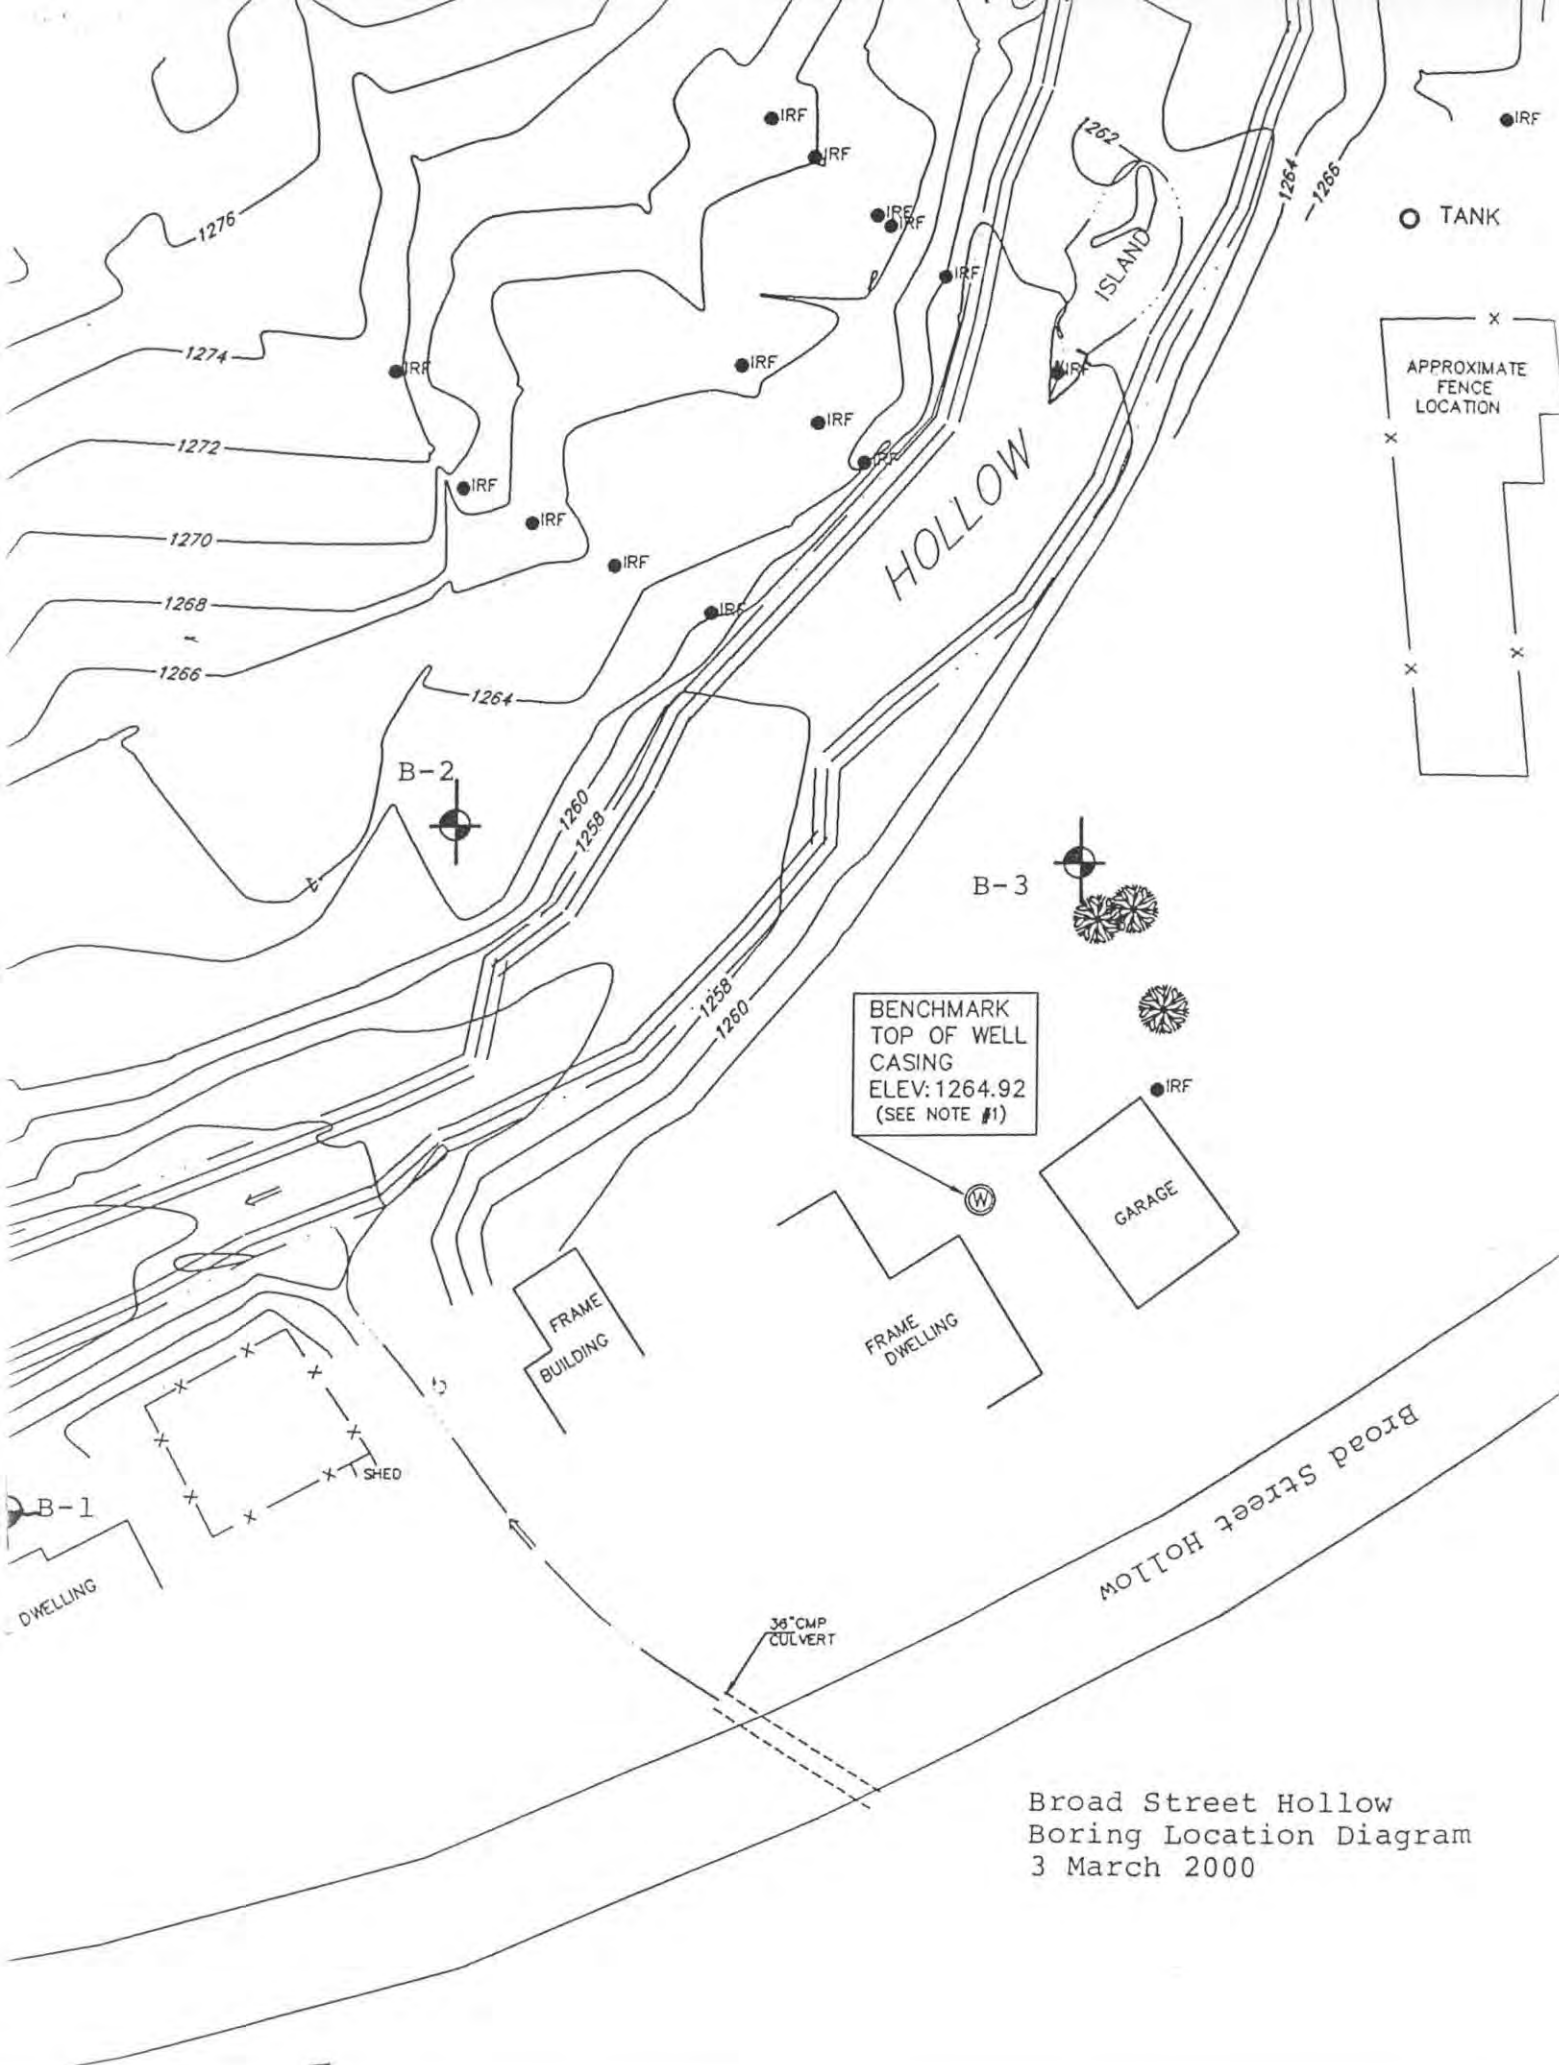 IRF
IRF
1262
IRF
1264
1266
IRF
IRF
TANK
1276
ISLAND
IRF
1274
IRF
IRF
IRF
APPROXIMATE
FENCE
LOCATION
IRF
1272
HOLLOW
IRF
IRF
IRF
1270
IRF
1268
IRF
1266
1264
B-2
1260
1258
B-3
1258
1260
BENCHMARK
TOP OF WELL
CASING
ELEV: 1264.92
(SEE NOTE #1)
IRF
W
GARAGE
FRAME
BUILDING
FRAME
DWELLING
SHED
B-1
DWELLING
Broad Street Hollow
36"CMP
CULVERT
Broad Street Hollow
Boring Location Diagram
3 March 2000